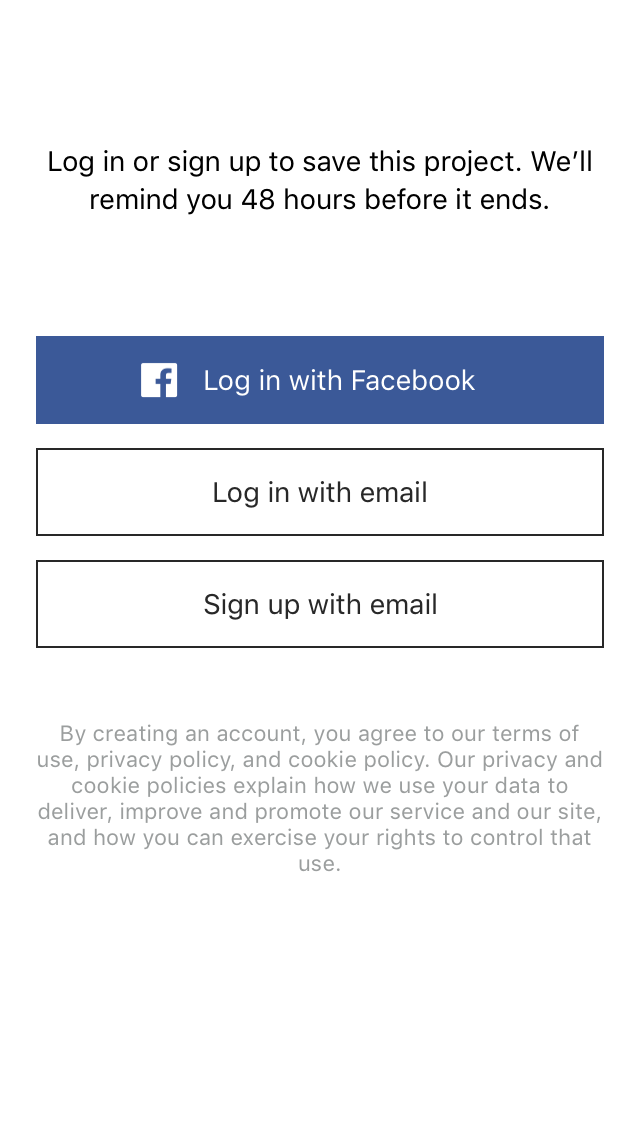 Log in or sign up to save this project. We’ll
remind you 48 hours before it ends.
Log in with Facebook
Log in with email
Sign up with email
By creating an account, you agree to our terms of
use, privacy policy, and cookie policy. Our privacy and
cookie policies explain how we use your data to
deliver, improve and promote our service and our site,
and how you can exercise your rights to control that
use.